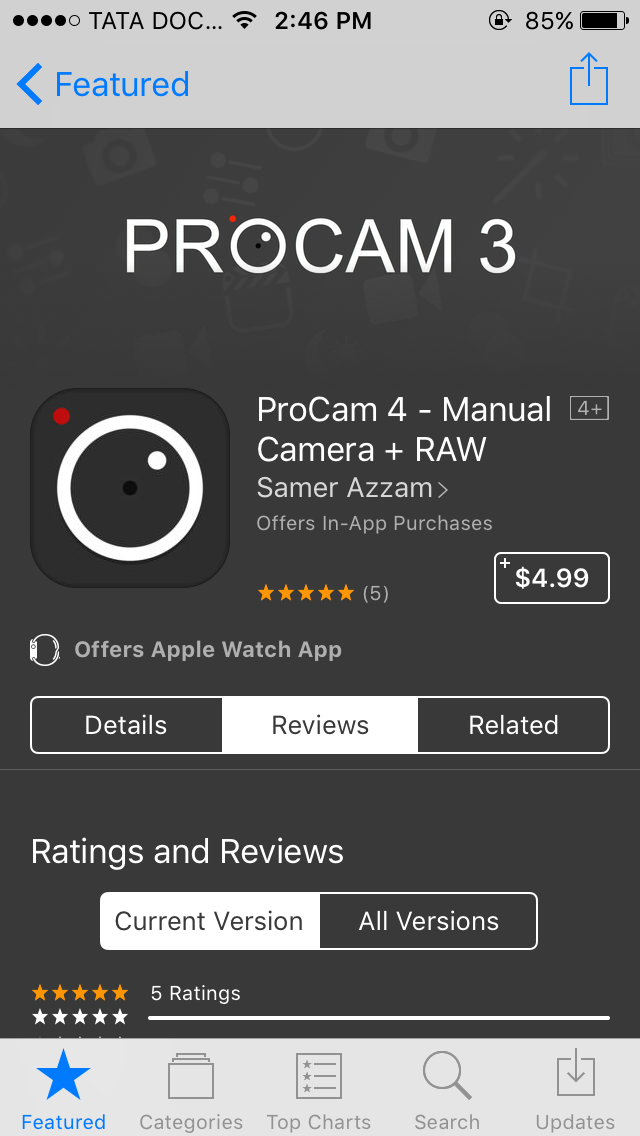 TATA DOC... 2:46 PM 85%
Featured
PROCAM 3
ProCam 4 - Manual 4+
Camera + RAW
Samer Azzam
Offers In-App Purchases
(5) + $4.99
Offers Apple Watch App
Details Reviews Related
Ratings and Reviews
Current Version All Versions
5 Ratings
Featured Categories Top Charts Search Updates